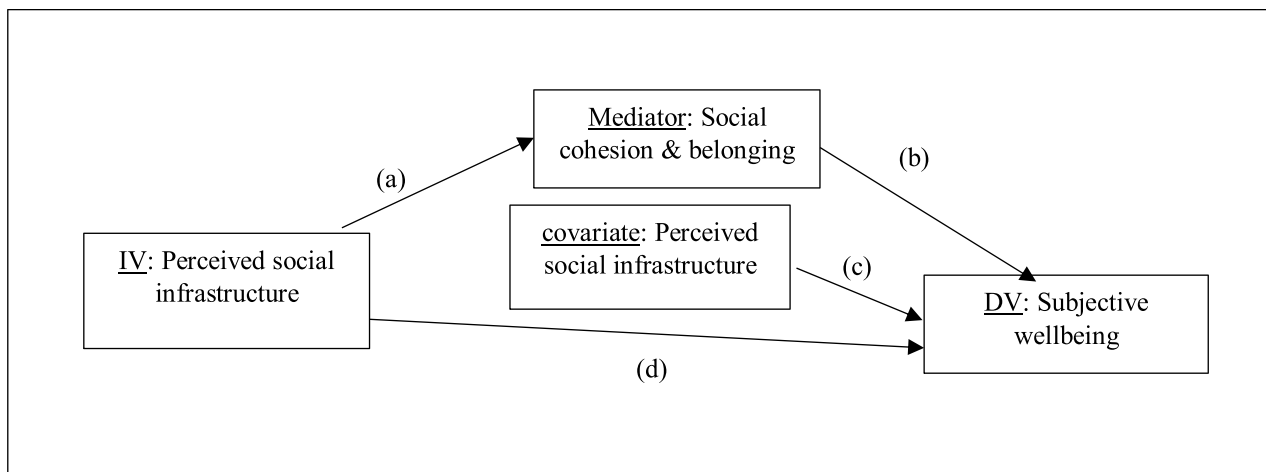 Mediator: Social
cohesion & belonging
(a)
(b)
IV: Perceived social
infrastructure
covariate: Perceived
social infrastructure
(c)
DV: Subjective
wellbeing
(d)